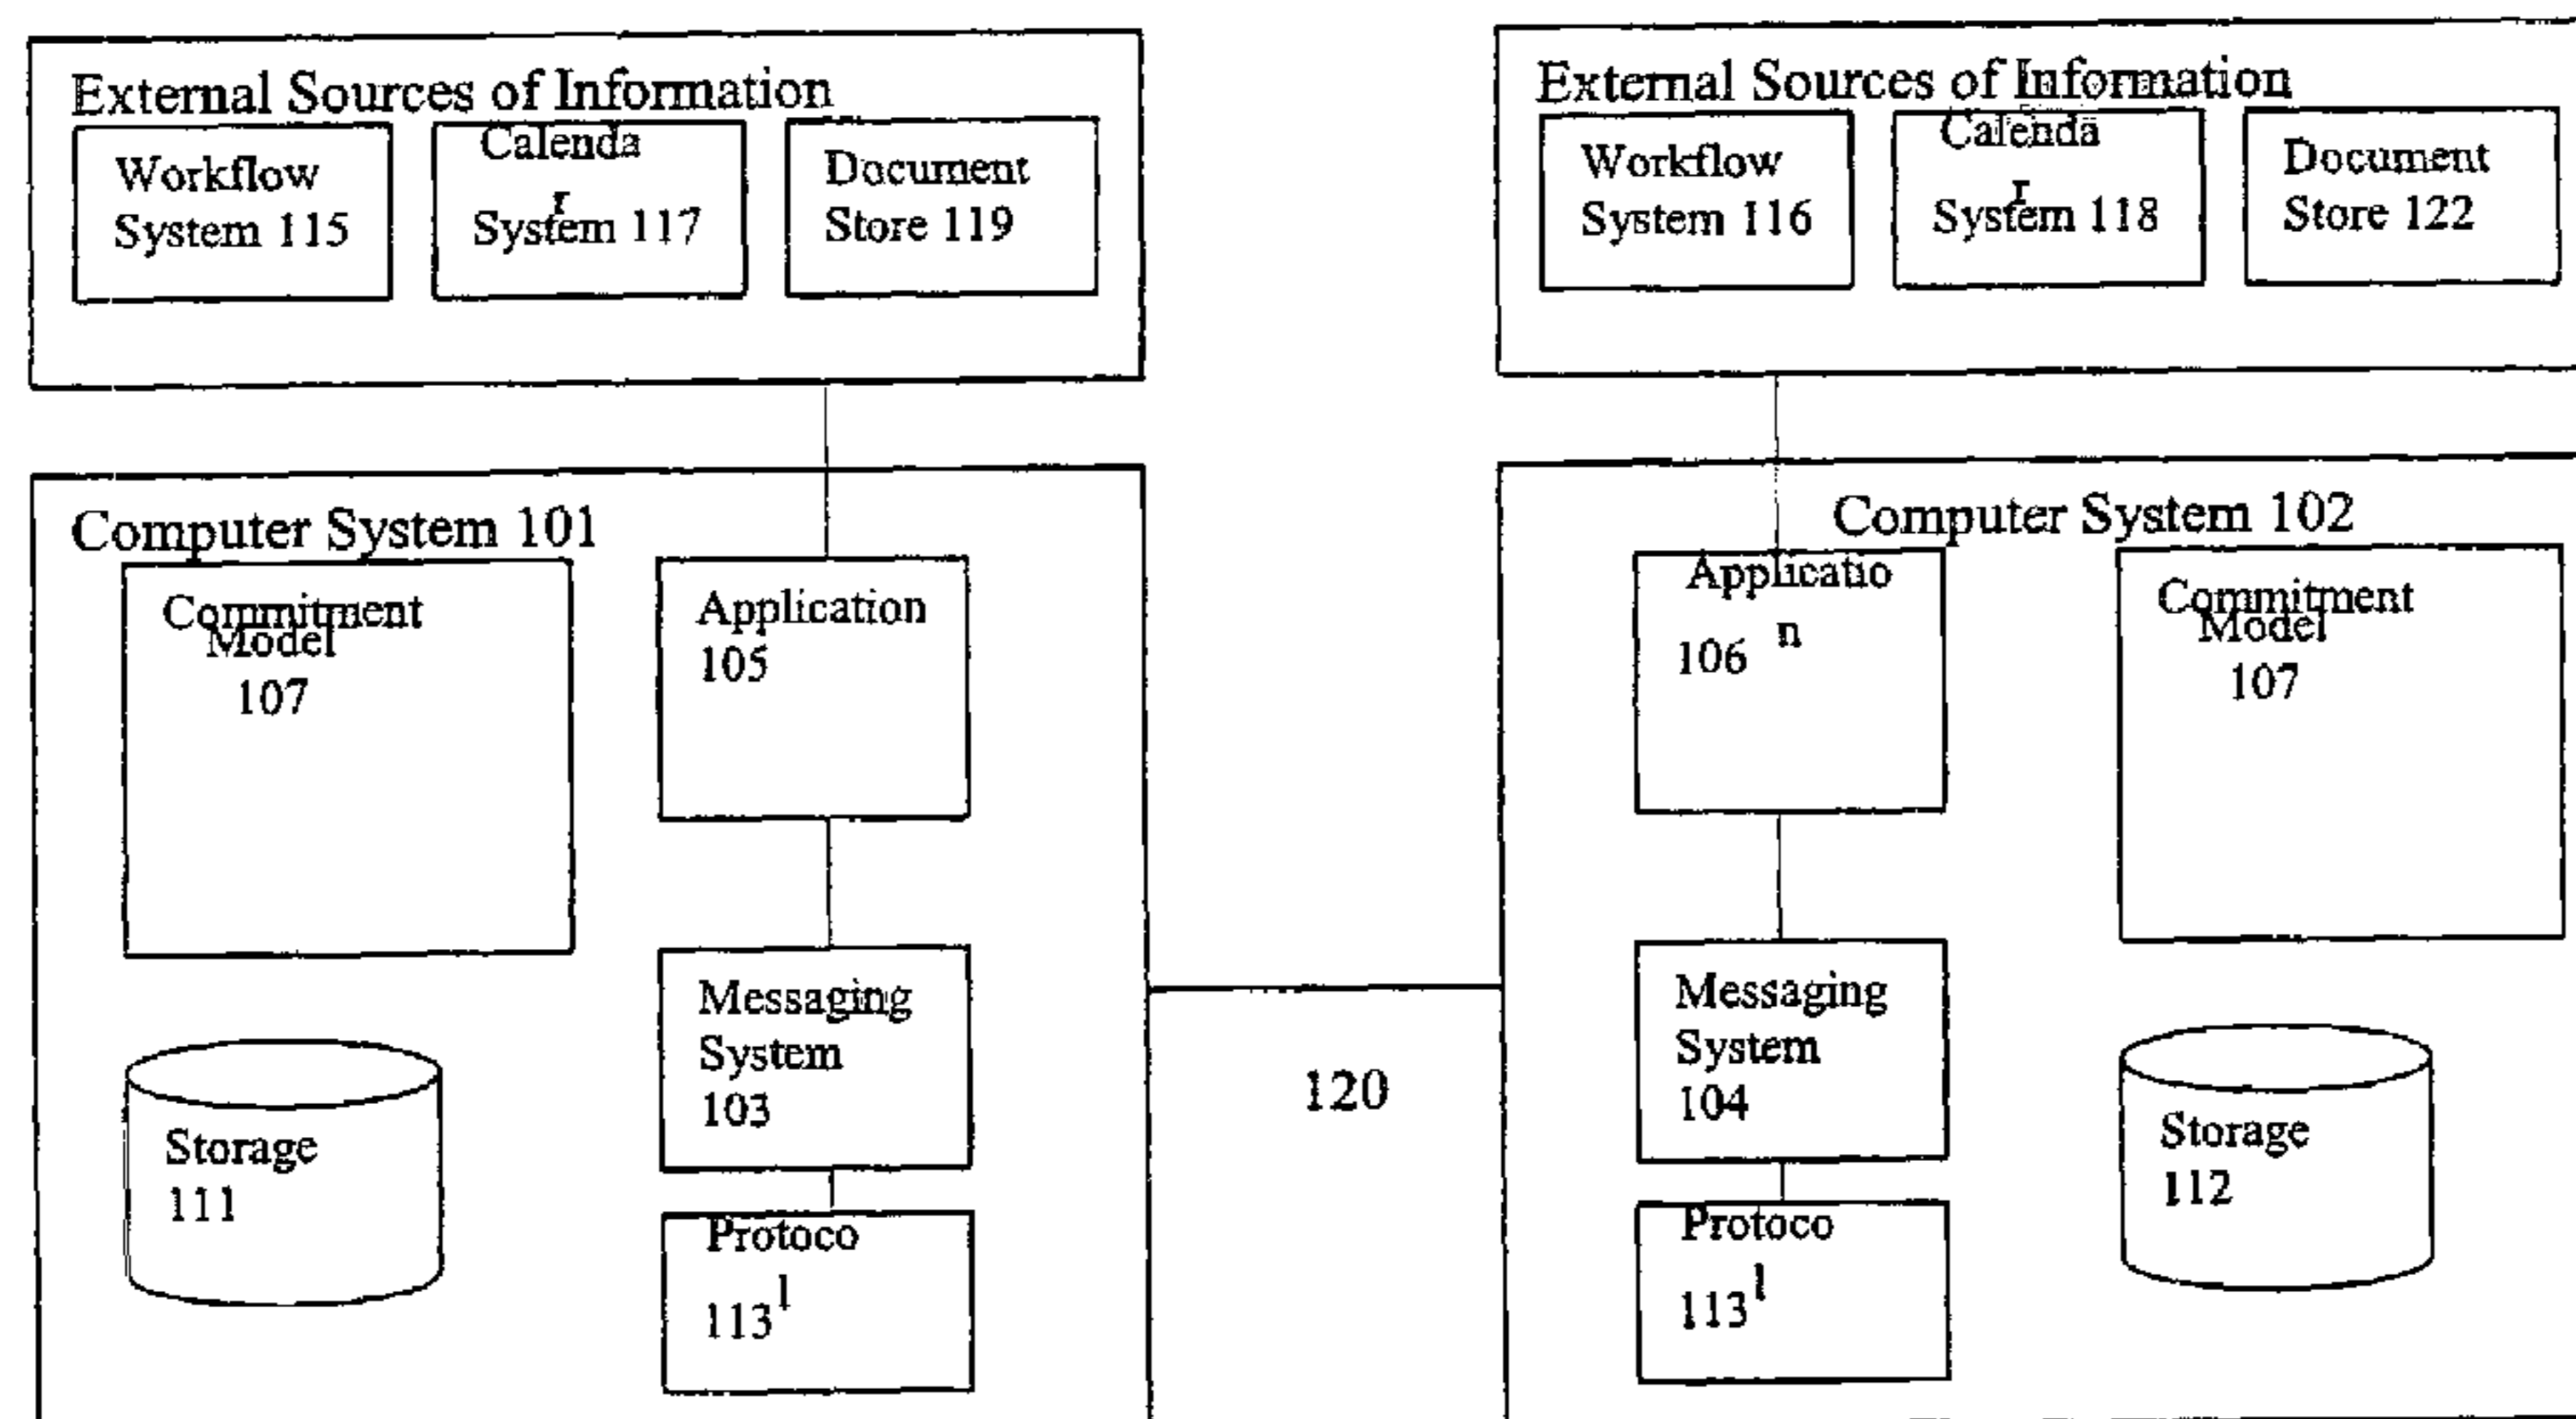 External Sources of Information
Workflow
System 115
Calenda
r
System 117
Document
Store 119
External Sources of Information
Workflow
System 116
Calenda
r
System 118
Document
Store 122
Computer System 101
Commitment
Model
107
Application
105
Messaging
System
103
Storage
111
Protoco
l
113
120
Computer System 102
Applicatio
n
106
Commitment
Model
107
Messaging
System
104
Storage
112
Protoco
l
113